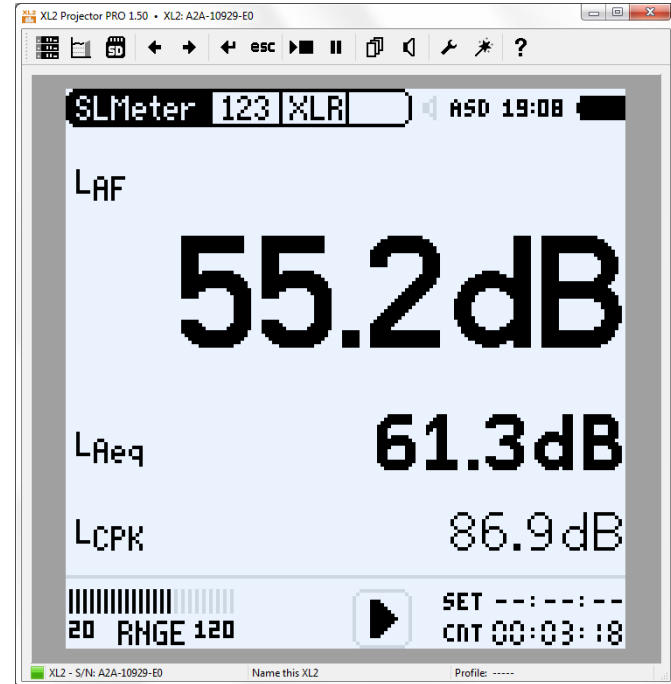 XL2 Projector PRO 1.50 • XL2: A2A-10929-E0
SD esc ?
SLMeter 123 XLR ASD 19:08
LAF
55.2dB
LAeq
61.3dB
LCPK
86.9dB
SET --:--:--
20 RNGE 120 CNT 00:03:18
XL2 - S/N: A2A-10929-E0 Name this XL2 Profile: -----